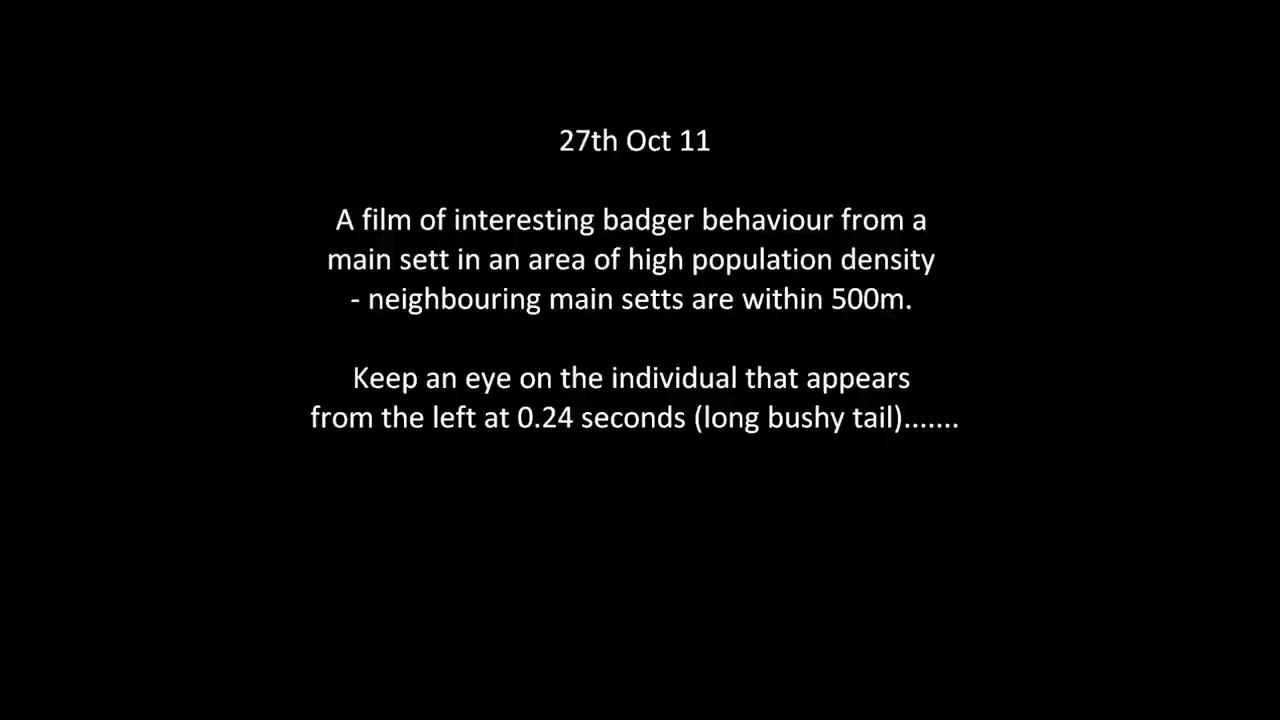 27th Oct 11
A film of interesting badger behaviour from a
main sett in an area of high population density
- neighbouring main setts are within 500m.
Keep an eye on the individual that appears
from the left at 0.24 seconds (long bushy tail).......